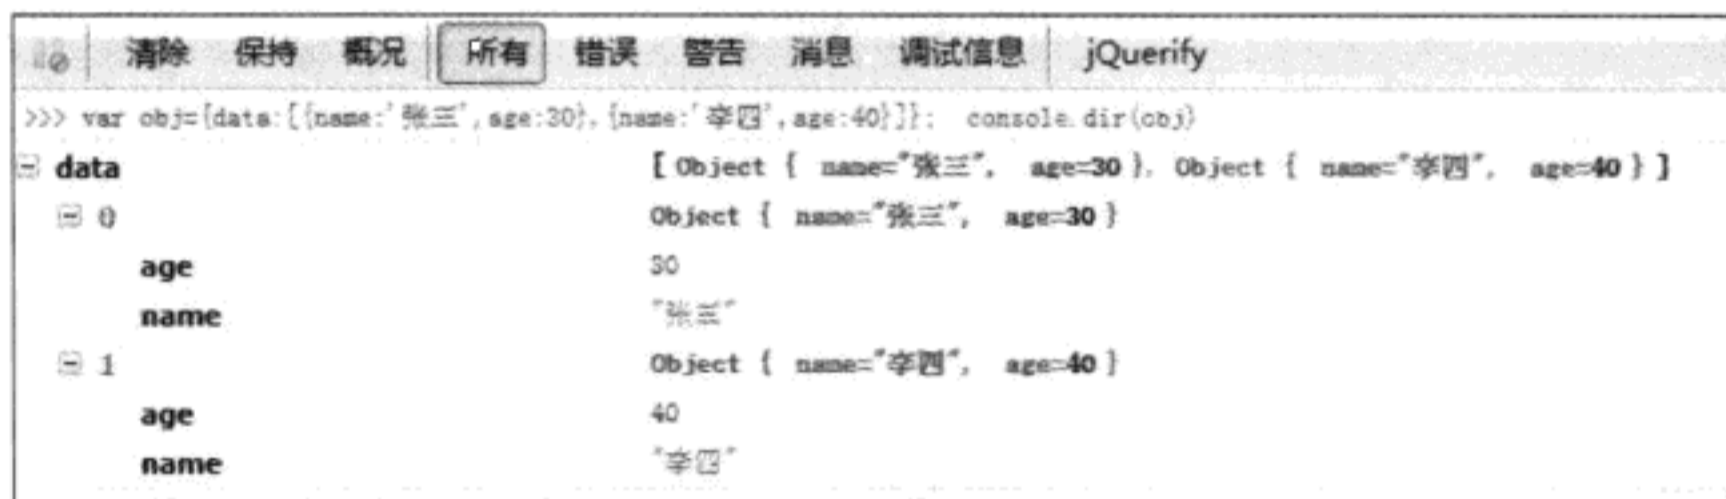 清除 保持 概况 所有 错误 警告 消息 调试信息 jQuerify
>>> var obj={data:[{name:'张三',age:30},{name:'李四',age:40}]}; console.dir(obj)
data [ Object { name="张三", age=30 }, Object { name="李四", age=40 } ]
0 Object { name="张三", age=30 }
age 30
name "张三"
1 Object { name="李四", age=40 }
age 40
name "李四"